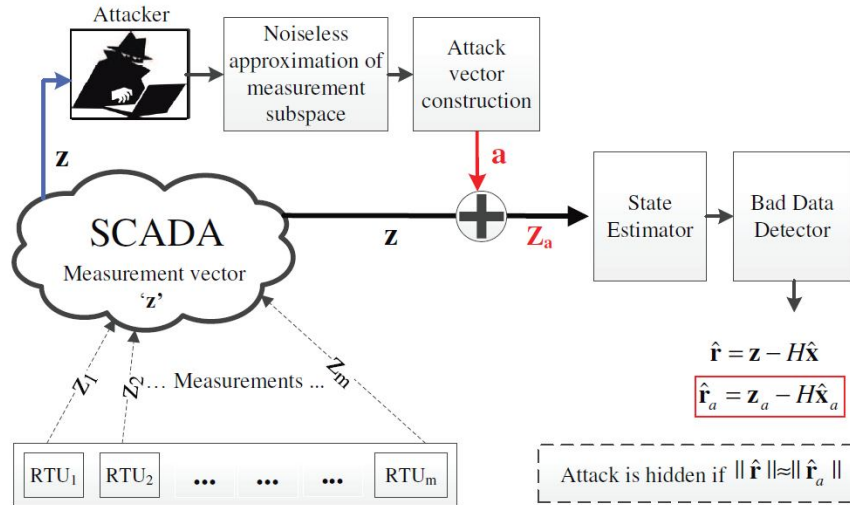 Attacker
Noiseless
approximation of
measurement
subspace
Attack
vector
construction
z
a
SCADA
Measurement vector
‘z’
z
Za
State
Estimator
Bad Data
Detector
r̂ = z − Hx̂
r̂a = za − Hx̂a
Z1
Z2
... Measurements ...
Zm
RTU1
RTU2
...
...
...
RTUm
Attack is hidden if || r̂ ||≈|| r̂a ||